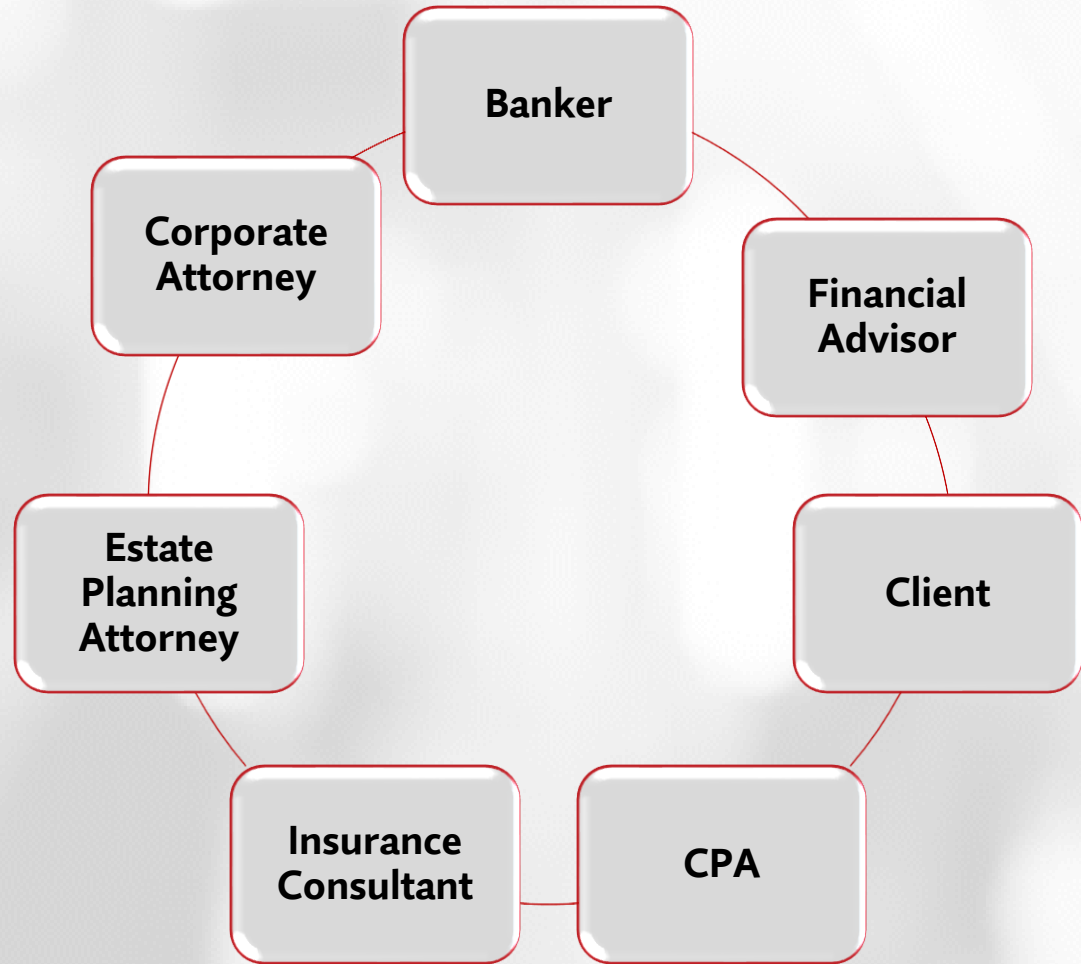 Banker
Corporate
Attorney
Financial
Advisor
Estate
Planning
Attorney
Client
Insurance
Consultant
CPA